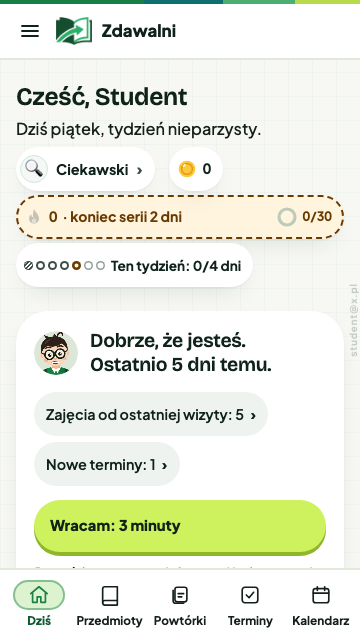 Zdawalni
Cześć, Student
Dziś piątek, tydzień nieparzysty.
Ciekawski ›
0
0 · koniec serii 2 dni
0/30
Ten tydzień: 0/4 dni
student@x.pl
Dobrze, że jesteś.
Ostatnio 5 dni temu.
Zajęcia od ostatniej wizyty: 5 ›
Nowe terminy: 1 ›
Wracam: 3 minuty
Dziś
Przedmioty
Powtórki
Terminy
Kalendarz